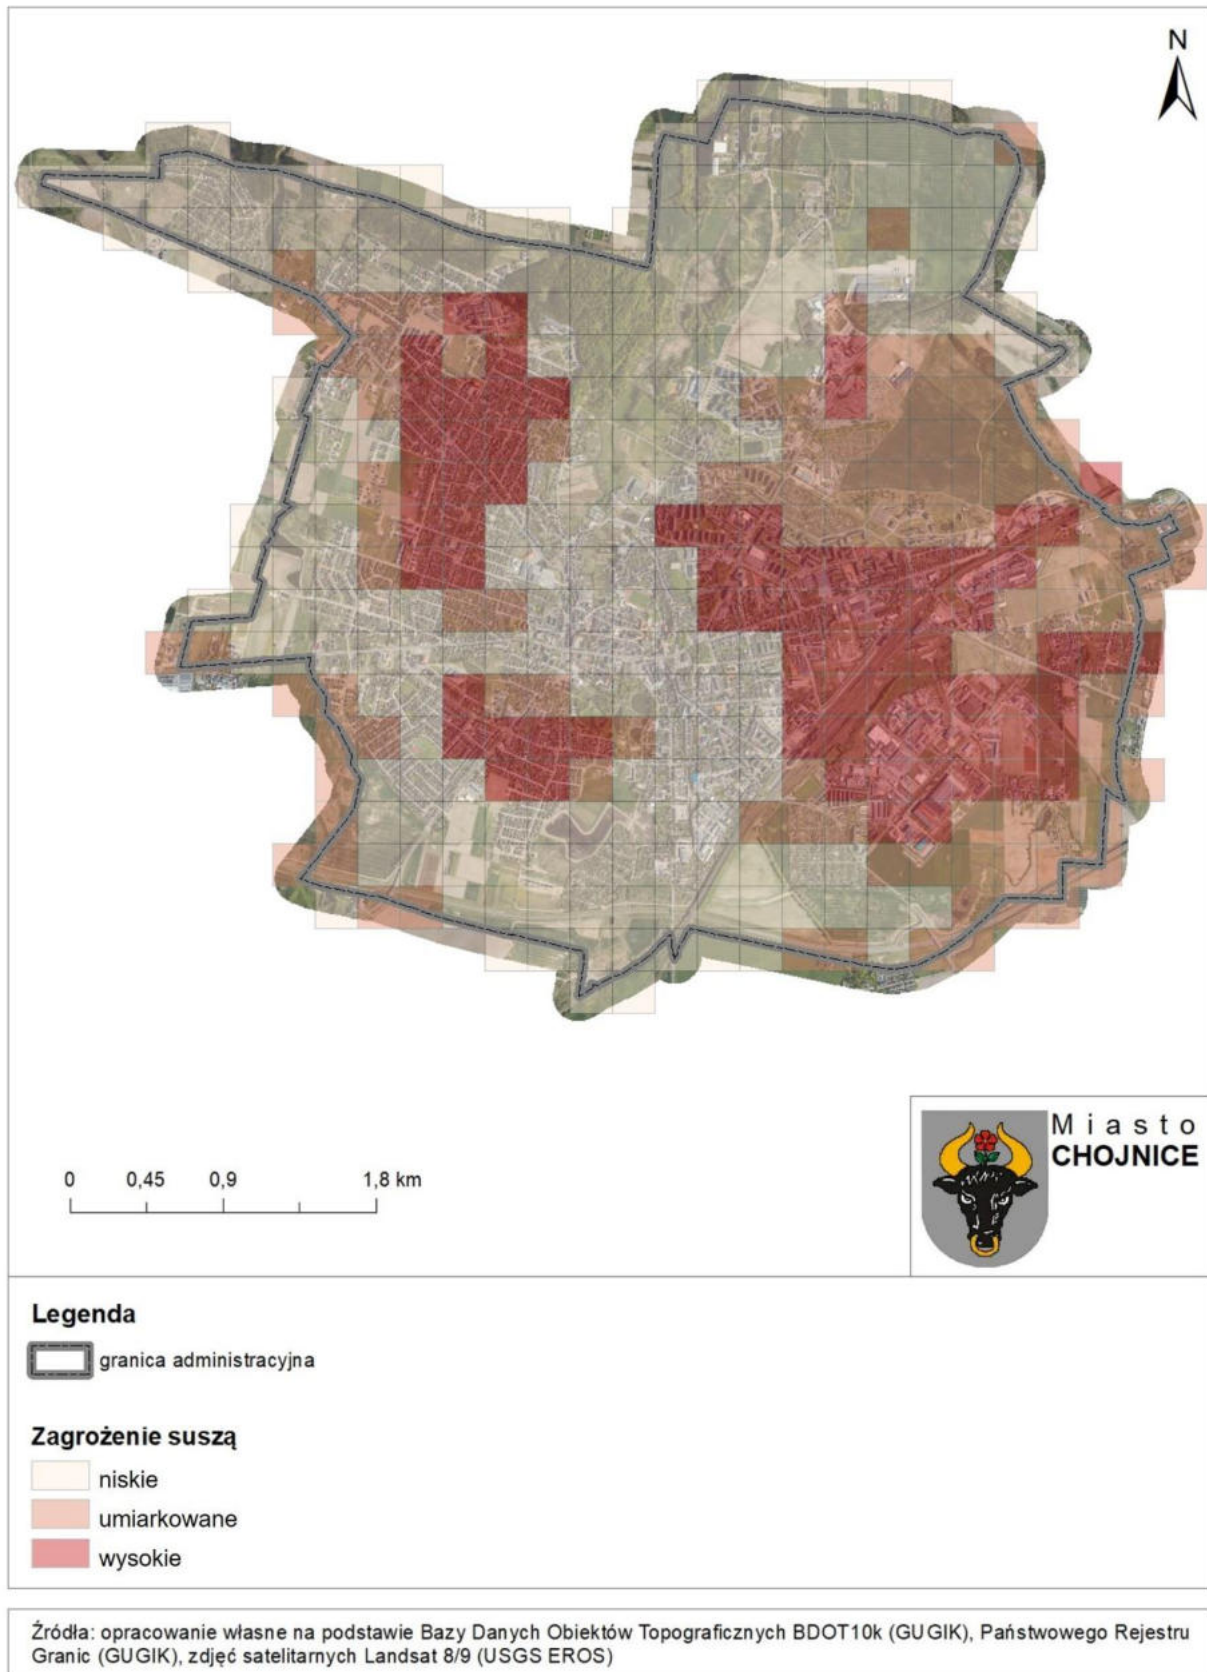 N
0 0,45 0,9 1,8 km
Miasto
CHOJNICE
Legenda
granica administracyjna
Zagrożenie suszą
niskie
umiarkowane
wysokie
Źródła: opracowanie własne na podstawie Bazy Danych Obiektów Topograficznych BDOT10k (GUGIK), Państwowego Rejestru
Granic (GUGIK), zdjęć satelitarnych Landsat 8/9 (USGS EROS)